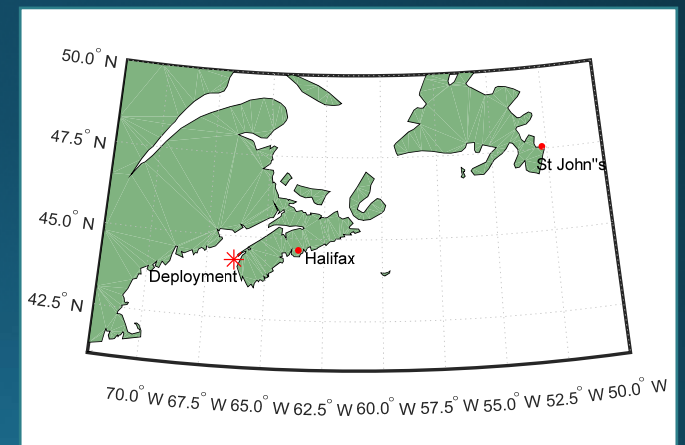 50.0° N
47.5° N
St John"s
45.0° N
Halifax
Deployment
42.5° N
70.0° W 67.5° W 65.0° W 62.5° W 60.0° W 57.5° W 55.0° W 52.5° W 50.0° W